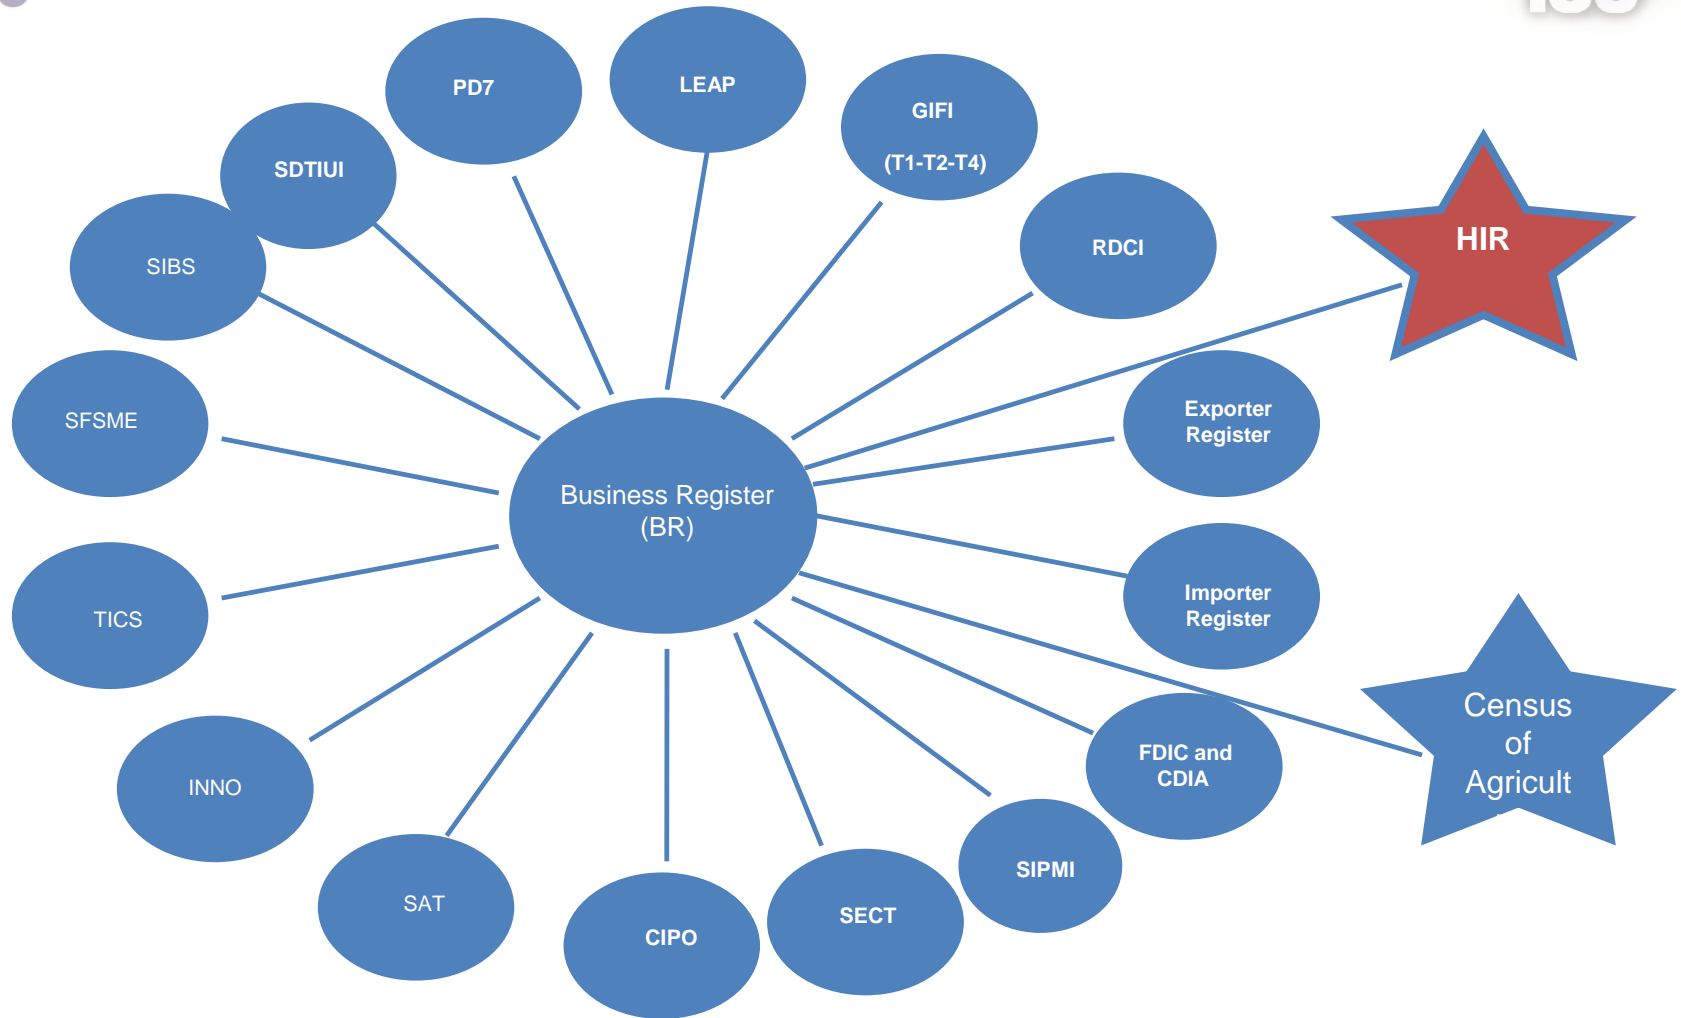 PD7
LEAP
GIFI
(T1-T2-T4)
SDTIUI
RDCI
HIR
SIBS
Exporter
Register
SFSME
Business Register
(BR)
Importer
Register
TICS
Census
of
Agricult
FDIC and
CDIA
INNO
SIPMI
SAT
SECT
CIPO